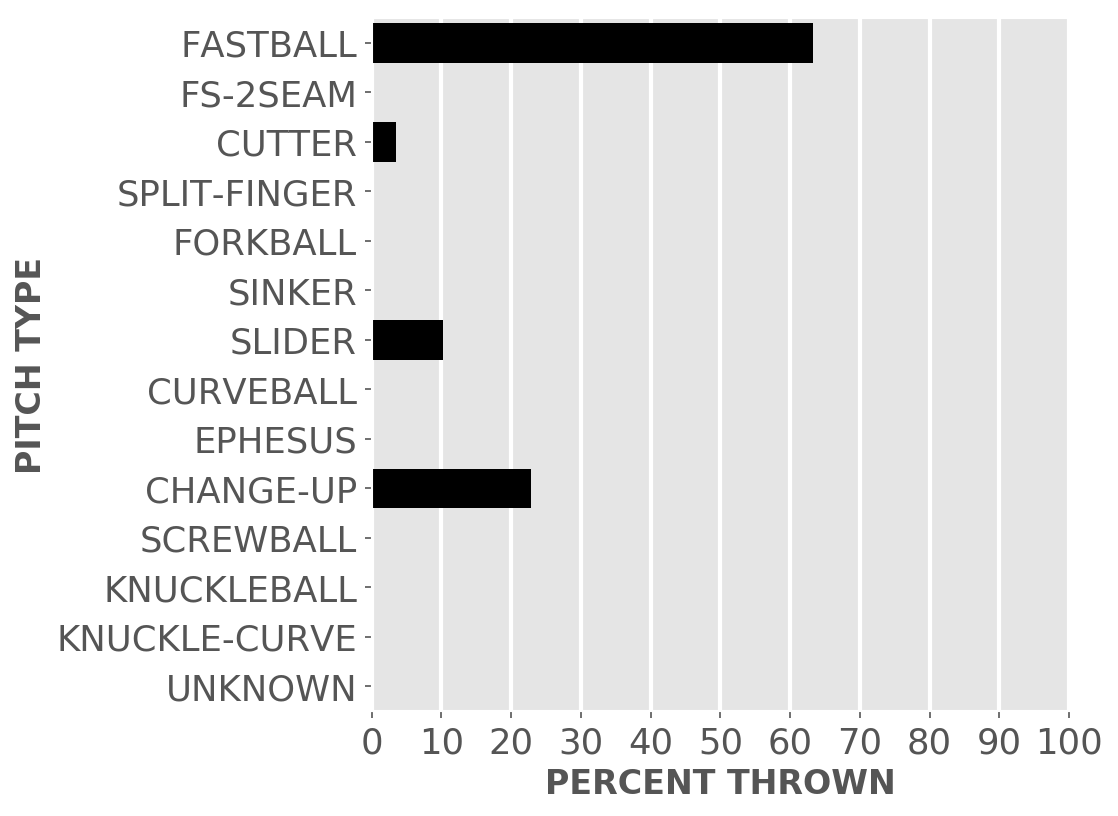 FASTBALL
FS-2SEAM
CUTTER
SPLIT-FINGER
FORKBALL
SINKER
SLIDER
CURVEBALL
EPHESUS
CHANGE-UP
SCREWBALL
KNUCKLEBALL
KNUCKLE-CURVE
UNKNOWN
PITCH TYPE
0 10 20 30 40 50 60 70 80 90 100
PERCENT THROWN